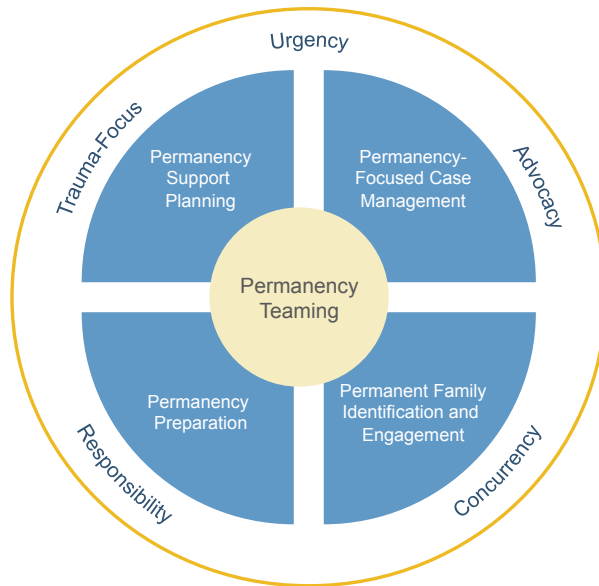 Urgency
Trauma-Focus
Advocacy
Permanency
Support
Planning
Permanency-
Focused Case
Management
Permanency
Teaming
Permanency
Preparation
Permanent Family
Identification and
Engagement
Responsibility
Concurrency